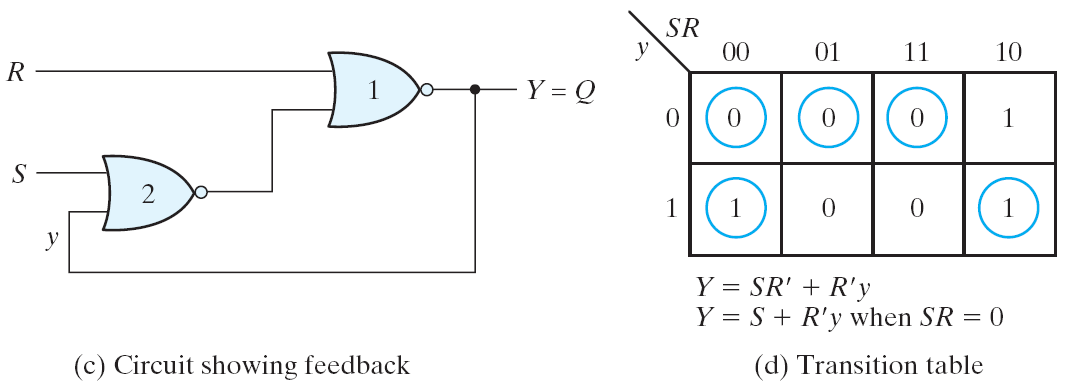 R
1
Y = Q
S
2
y
(c) Circuit showing feedback
SR
y
00 01 11 10
0 0 0 0 1
1 1 0 0 1
Y = SR′ + R′y
Y = S + R′y when SR = 0
(d) Transition table